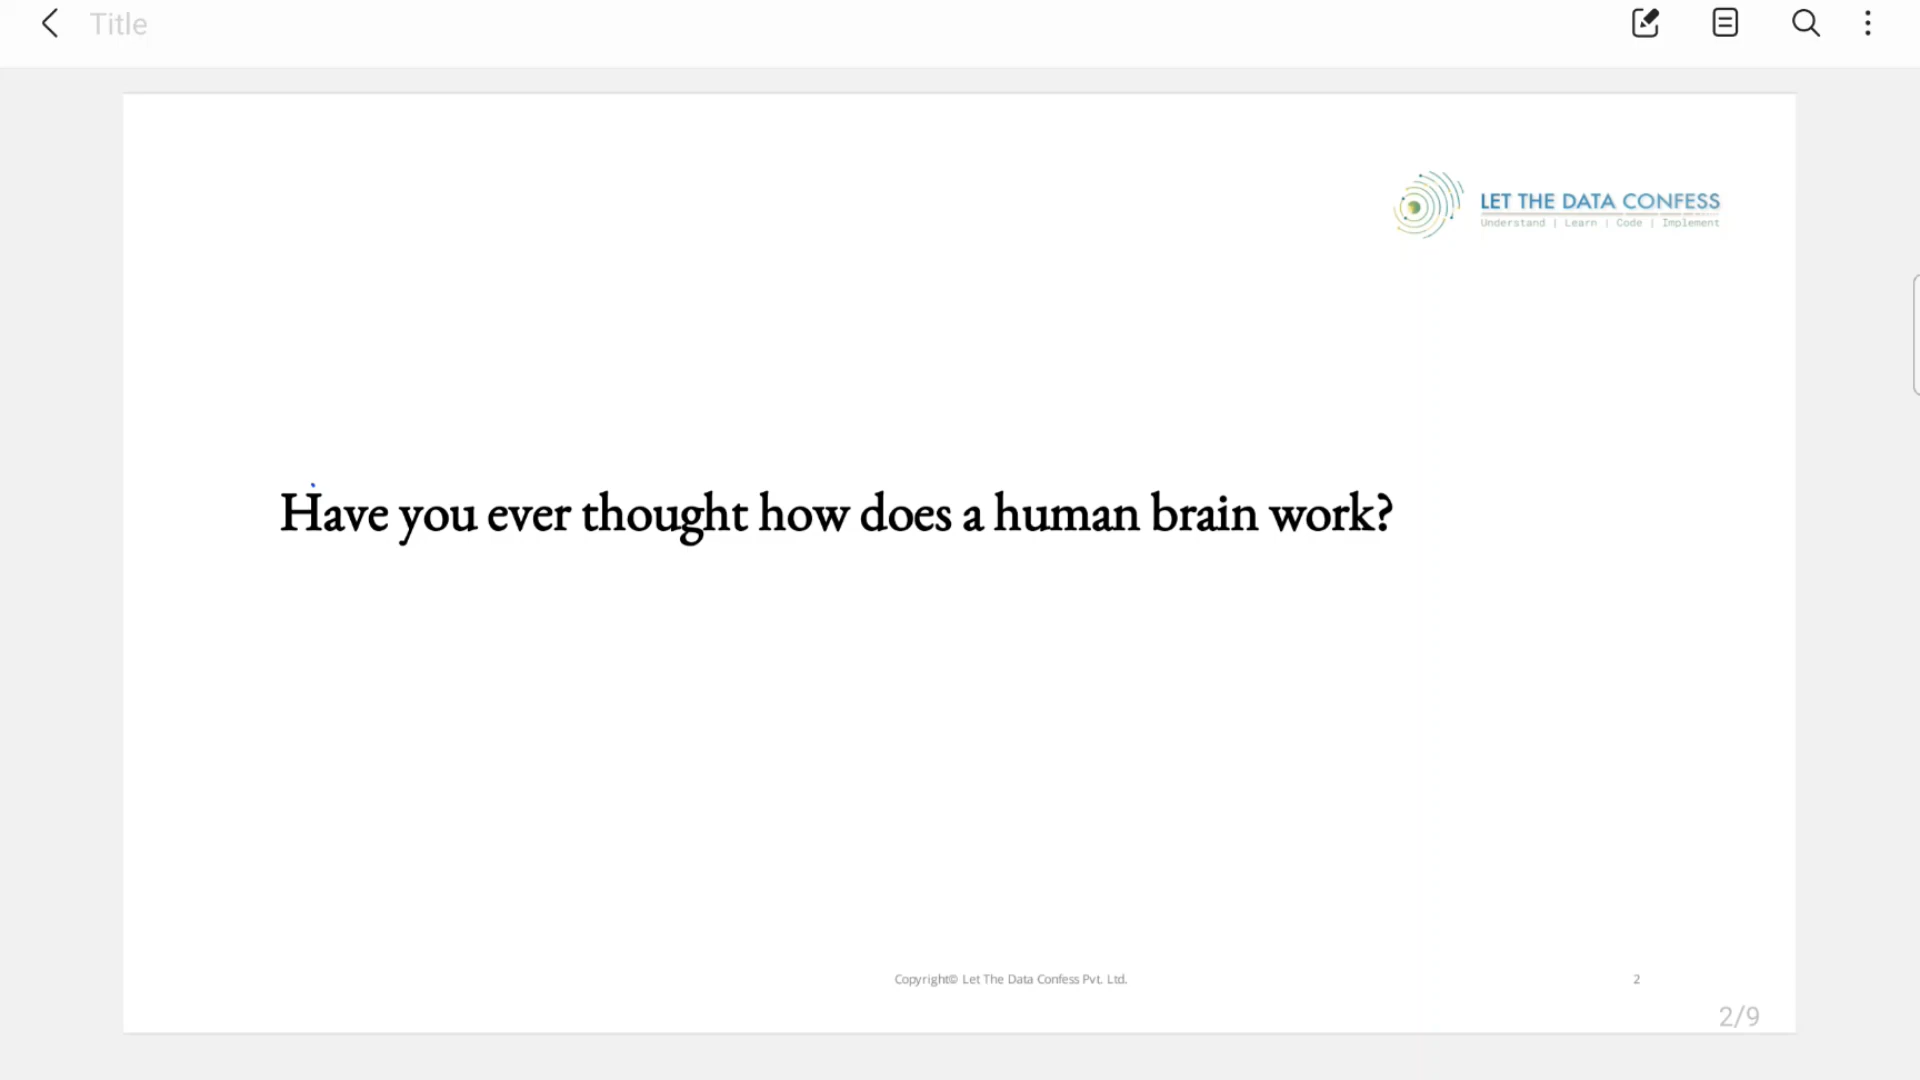 Title
LET THE DATA CONFESS
Understand | Learn | Code | Implement
Have you ever thought how does a human brain work?
Copyright© Let The Data Confess Pvt. Ltd.
2
2/9